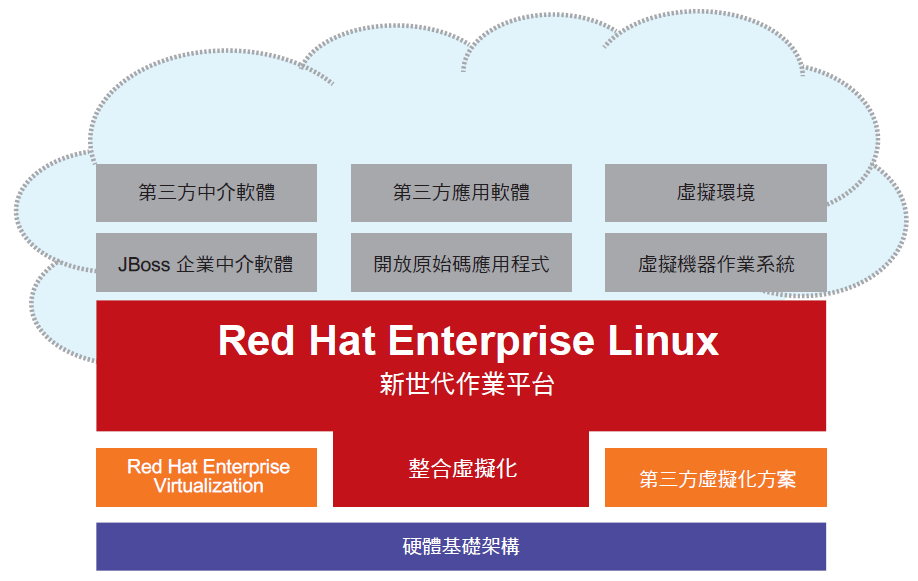 第三方中介軟體
第三方應用軟體
虛擬環境
JBoss 企業中介軟體
開放原始碼應用程式
虛擬機器作業系統
Red Hat Enterprise Linux
新世代作業平台
Red Hat Enterprise
Virtualization
整合虛擬化
第三方虛擬化方案
硬體基礎架構